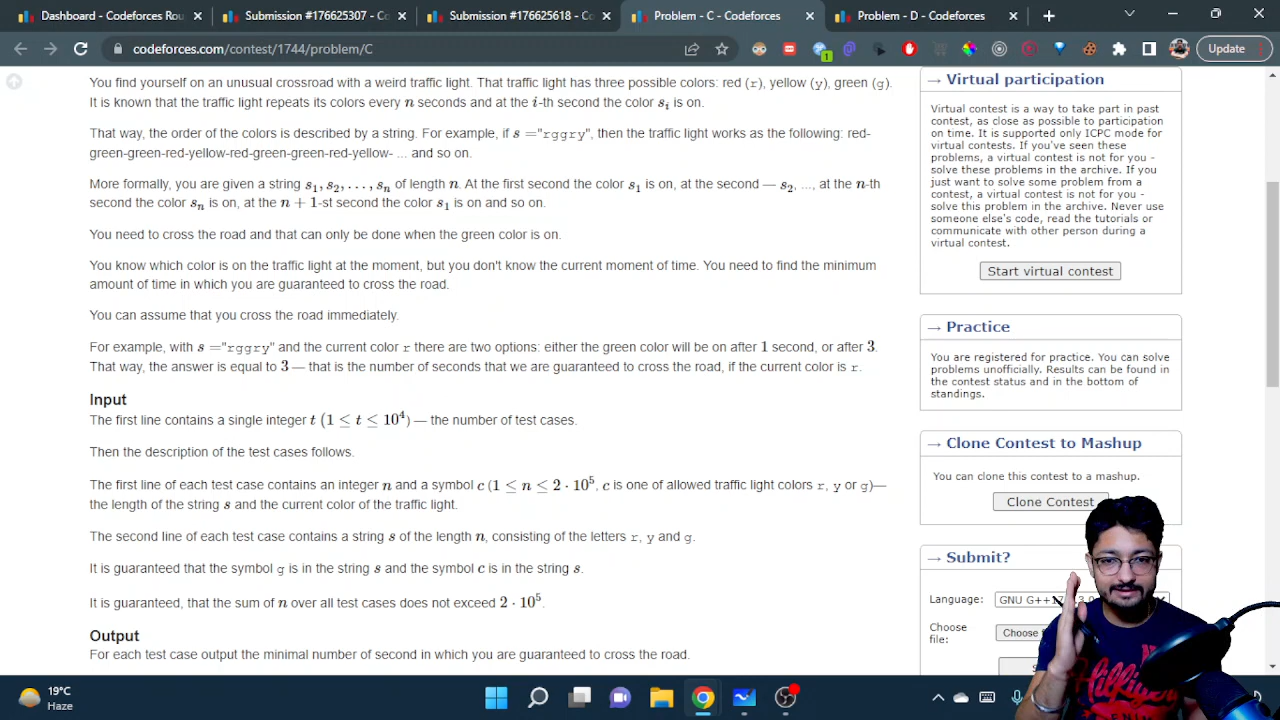 Dashboard - Codeforces Rou
Submission #176625307 - Co
Submission #176625618 - Co
Problem - C - Codeforces
Problem - D - Codeforces
codeforces.com/contest/1744/problem/C
1
Update
You find yourself on an unusual crossroad with a weird traffic light. That traffic light has three possible colors: red (r), yellow (y), green (g).
It is known that the traffic light repeats its colors every n seconds and at the i-th second the color s_i is on.
That way, the order of the colors is described by a string. For example, if s ="rggry", then the traffic light works as the following: red-
green-green-red-yellow-red-green-green-red-yellow- ... and so on.
More formally, you are given a string s_1, s_2, . . . , s_n of length n. At the first second the color s_1 is on, at the second — s_2, ..., at the n-th
second the color s_n is on, at the n + 1-st second the color s_1 is on and so on.
You need to cross the road and that can only be done when the green color is on.
You know which color is on the traffic light at the moment, but you don't know the current moment of time. You need to find the minimum
amount of time in which you are guaranteed to cross the road.
You can assume that you cross the road immediately.
For example, with s ="rggry" and the current color r there are two options: either the green color will be on after 1 second, or after 3.
That way, the answer is equal to 3 — that is the number of seconds that we are guaranteed to cross the road, if the current color is r.
Input
The first line contains a single integer t (1 ≤ t ≤ 10^4) — the number of test cases.
Then the description of the test cases follows.
The first line of each test case contains an integer n and a symbol c (1 ≤ n ≤ 2 · 10^5, c is one of allowed traffic light colors r, y or g)—
the length of the string s and the current color of the traffic light.
The second line of each test case contains a string s of the length n, consisting of the letters r, y and g.
It is guaranteed that the symbol g is in the string s and the symbol c is in the string s.
It is guaranteed, that the sum of n over all test cases does not exceed 2 · 10^5.
Output
For each test case output the minimal number of second in which you are guaranteed to cross the road.
→ Virtual participation
Virtual contest is a way to take part in past
contest, as close as possible to participation
on time. It is supported only ICPC mode for
virtual contests. If you've seen these
problems, a virtual contest is not for you -
solve these problems in the archive. If you
just want to solve some problem from a
contest, a virtual contest is not for you -
solve this problem in the archive. Never use
someone else's code, read the tutorials or
communicate with other person during a
virtual contest.
Start virtual contest
→ Practice
You are registered for practice. You can solve
problems unofficially. Results can be found
in the contest status and in the bottom of
standings.
→ Clone Contest to Mashup
You can clone this contest to a mashup.
Clone Contest
→ Submit?
Language:
GNU G++17
Choose
file:
Choose
19°C
Haze